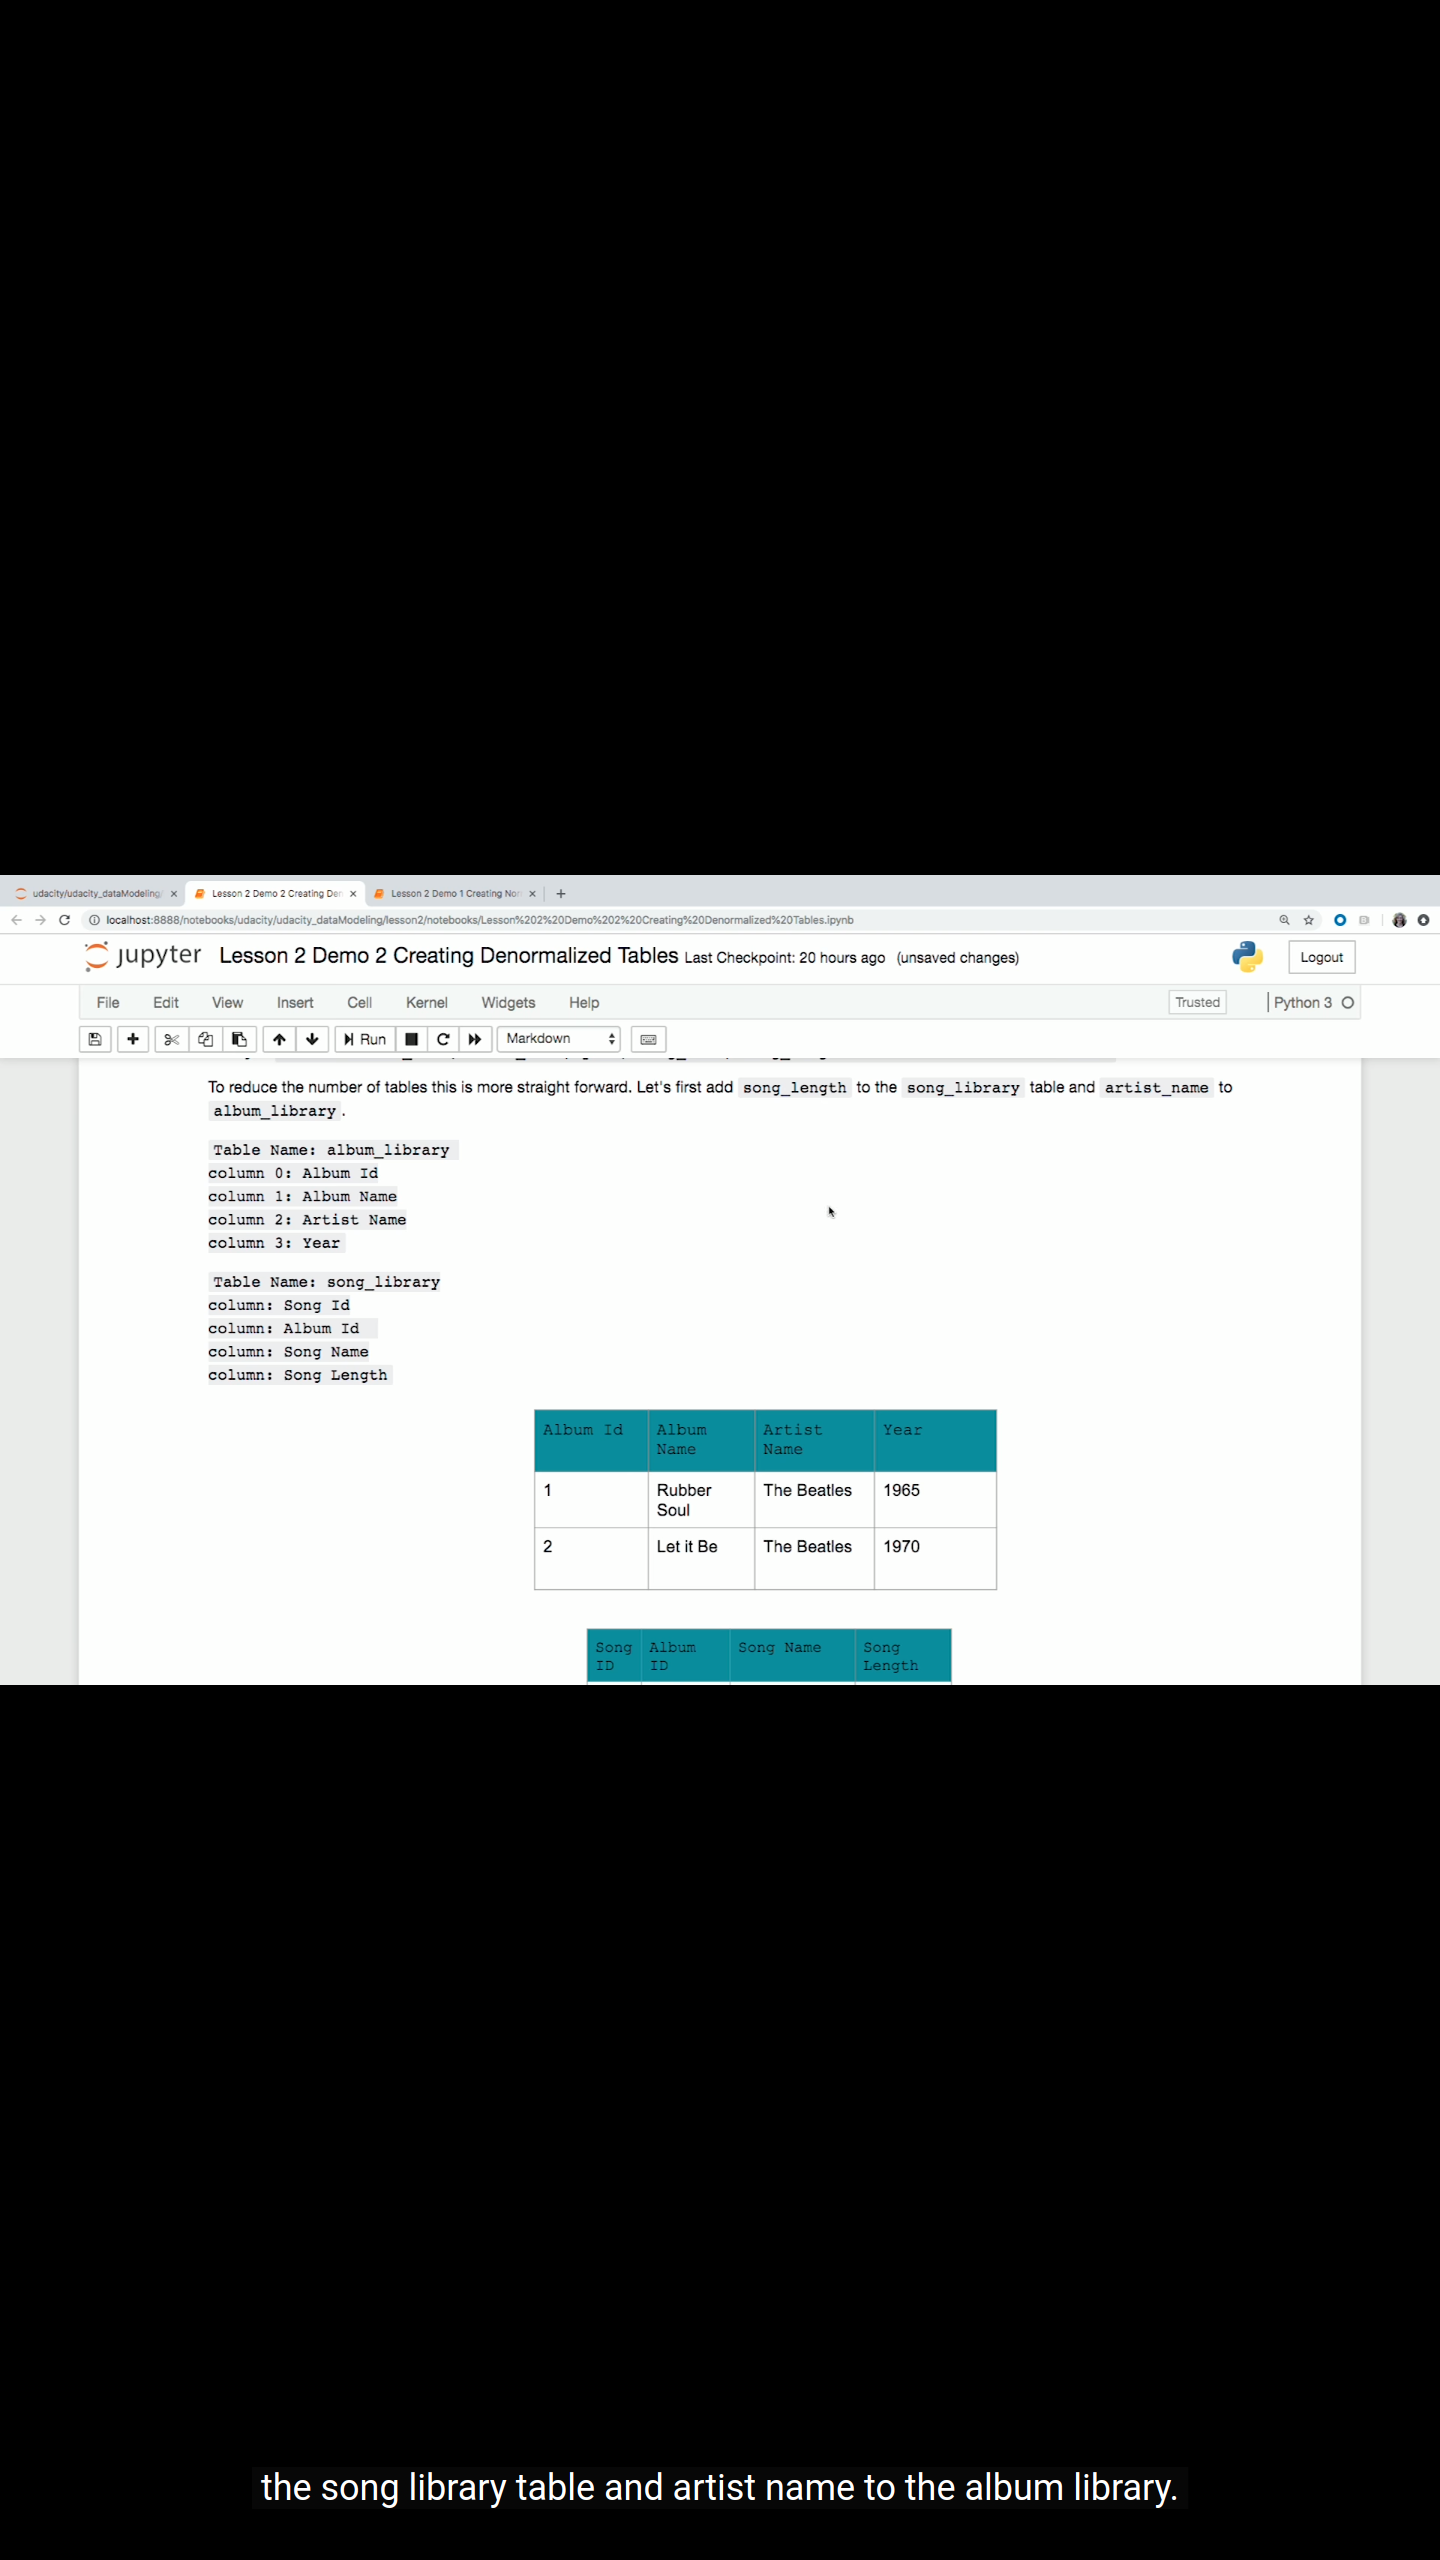 udacity/udacity_dataModeling/
Lesson 2 Demo 2 Creating Den
Lesson 2 Demo 1 Creating Nor
localhost:8888/notebooks/udacity/udacity_dataModeling/lesson2/notebooks/Lesson%202%20Demo%202%20Creating%20Denormalized%20Tables.ipynb
jupyter Lesson 2 Demo 2 Creating Denormalized Tables Last Checkpoint: 20 hours ago (unsaved changes) Logout
File Edit View Insert Cell Kernel Widgets Help Trusted Python 3
Run Markdown
To reduce the number of tables this is more straight forward. Let's first add song_length to the song_library table and artist_name to
album_library.
Table Name: album_library
column 0: Album Id
column 1: Album Name
column 2: Artist Name
column 3: Year
Table Name: song_library
column: Song Id
column: Album Id
column: Song Name
column: Song Length
Album Id Album Name Artist Name Year
1 Rubber Soul The Beatles 1965
2 Let it Be The Beatles 1970
Song ID Album ID Song Name Song Length
the song library table and artist name to the album library.